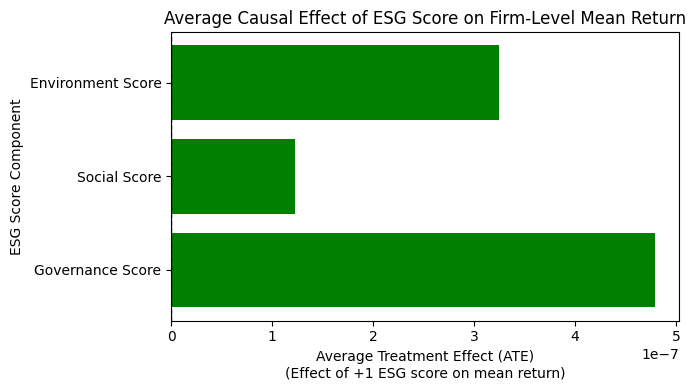 Average Causal Effect of ESG Score on Firm-Level Mean Return
ESG Score Component
Environment Score
Social Score
Governance Score
0 1 2 3 4 5
1e−7
Average Treatment Effect (ATE)
(Effect of +1 ESG score on mean return)